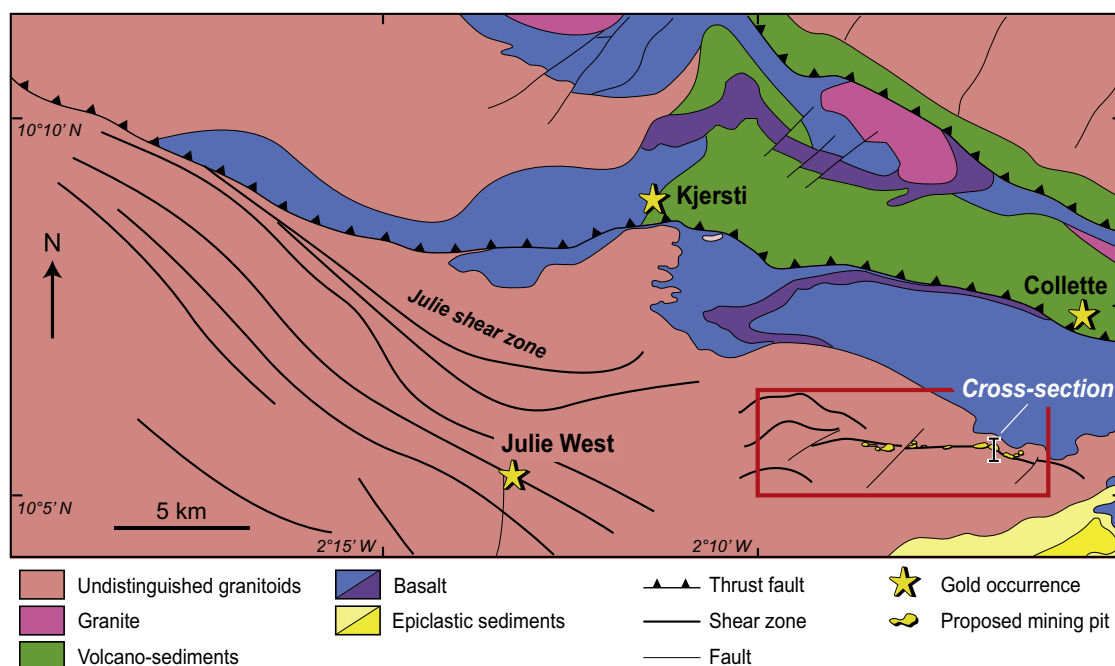 10°10' N
Kjersti
N
Collette
Julie shear zone
Cross-section
Julie West
10°5' N
5 km
2°15' W
2°10' W
Undistinguished granitoids
Basalt
Thrust fault
Gold occurrence
Granite
Epiclastic sediments
Shear zone
Proposed mining pit
Volcano-sediments
Fault